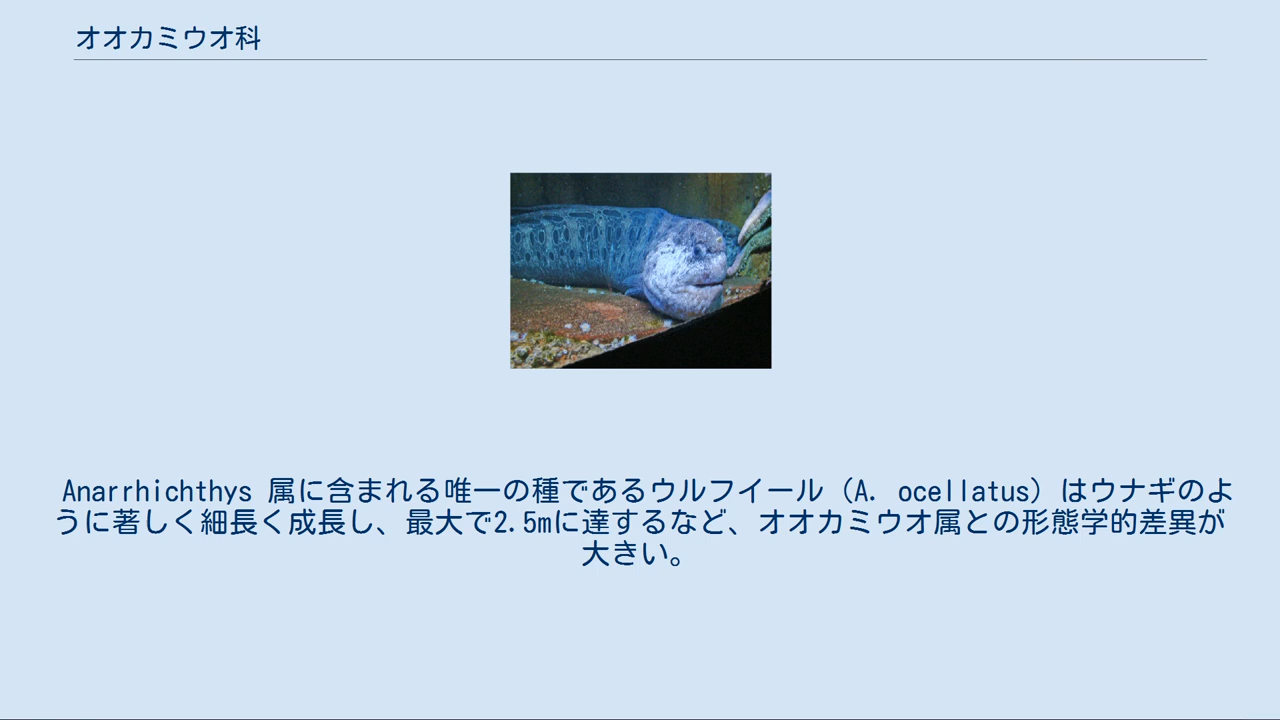 オオカミウオ科
Anarrhichthys 属に含まれる唯一の種であるウルフイール（A. ocellatus）はウナギのよ
うに著しく細長く成長し、最大で2.5mに達するなど、オオカミウオ属との形態学的差異が
大きい。